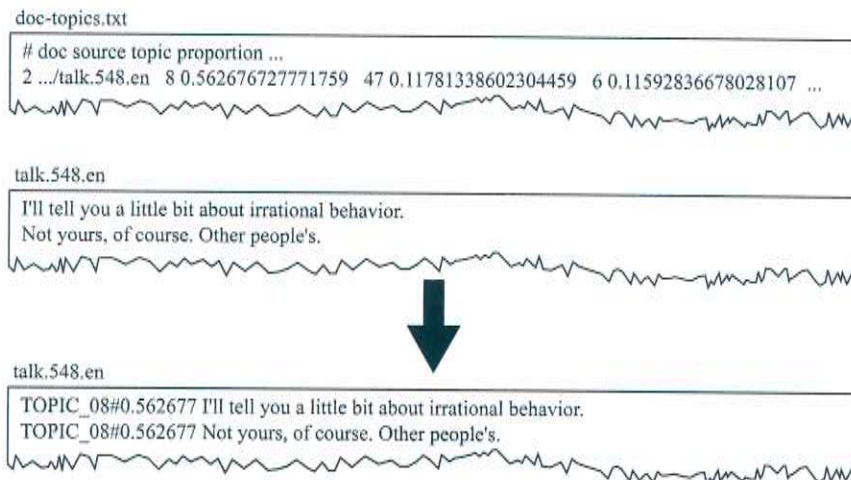 doc-topics.txt
# doc source topic proportion ...
2 .../talk.548.en 8 0.562676727771759 47 0.11781338602304459 6 0.11592836678028107 ...
talk.548.en
I'll tell you a little bit about irrational behavior.
Not yours, of course. Other people's.
talk.548.en
TOPIC_08#0.562677 I'll tell you a little bit about irrational behavior.
TOPIC_08#0.562677 Not yours, of course. Other people's.